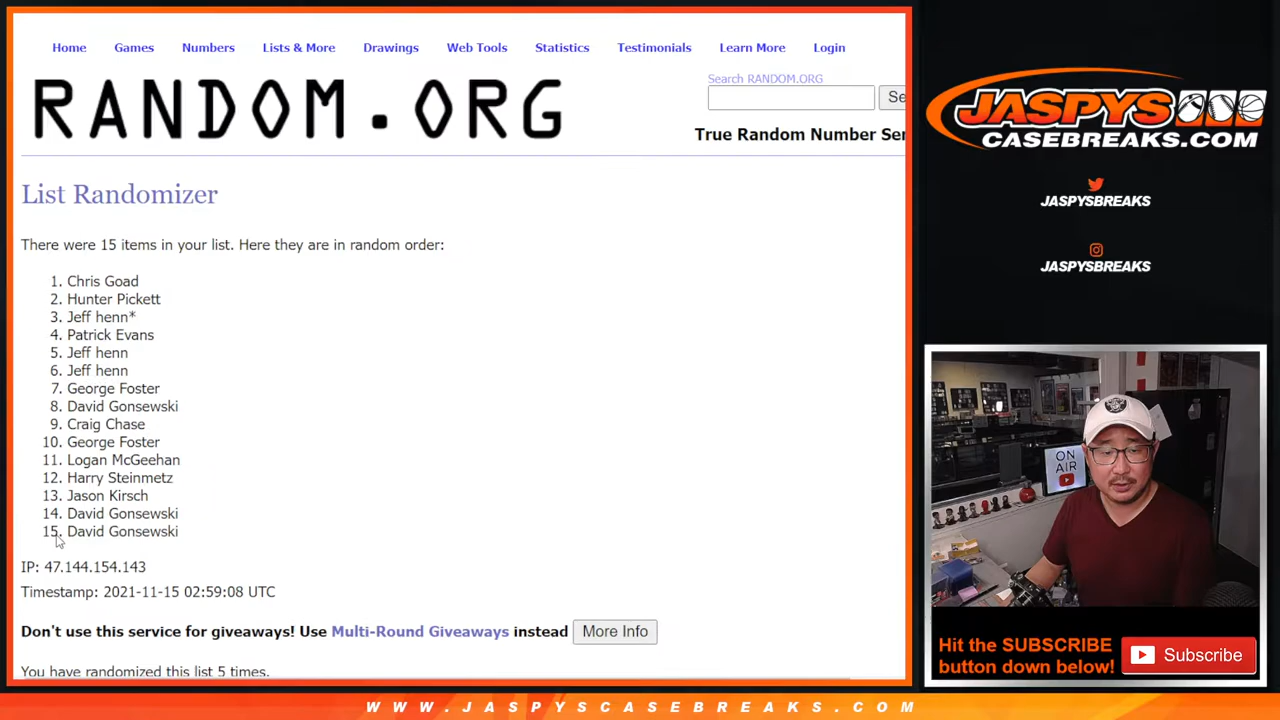 Home Games Numbers Lists & More Drawings Web Tools Statistics Testimonials Learn More Login
RANDOM.ORG
Search RANDOM.ORG
Se
True Random Number Ser
List Randomizer
There were 15 items in your list. Here they are in random order:
1. Chris Goad
2. Hunter Pickett
3. Jeff henn*
4. Patrick Evans
5. Jeff henn
6. Jeff henn
7. George Foster
8. David Gonsewski
9. Craig Chase
10. George Foster
11. Logan McGeehan
12. Harry Steinmetz
13. Jason Kirsch
14. David Gonsewski
15. David Gonsewski
IP: 47.144.154.143
Timestamp: 2021-11-15 02:59:08 UTC
Don't use this service for giveaways! Use Multi-Round Giveaways instead More Info
You have randomized this list 5 times.
JASPYS
CASEBREAKS.COM
JASPYSBREAKS
JASPYSBREAKS
ON
AIR
Hit the SUBSCRIBE
button down below!
Subscribe
WWW.JASPYSCASEBREAKS.COM